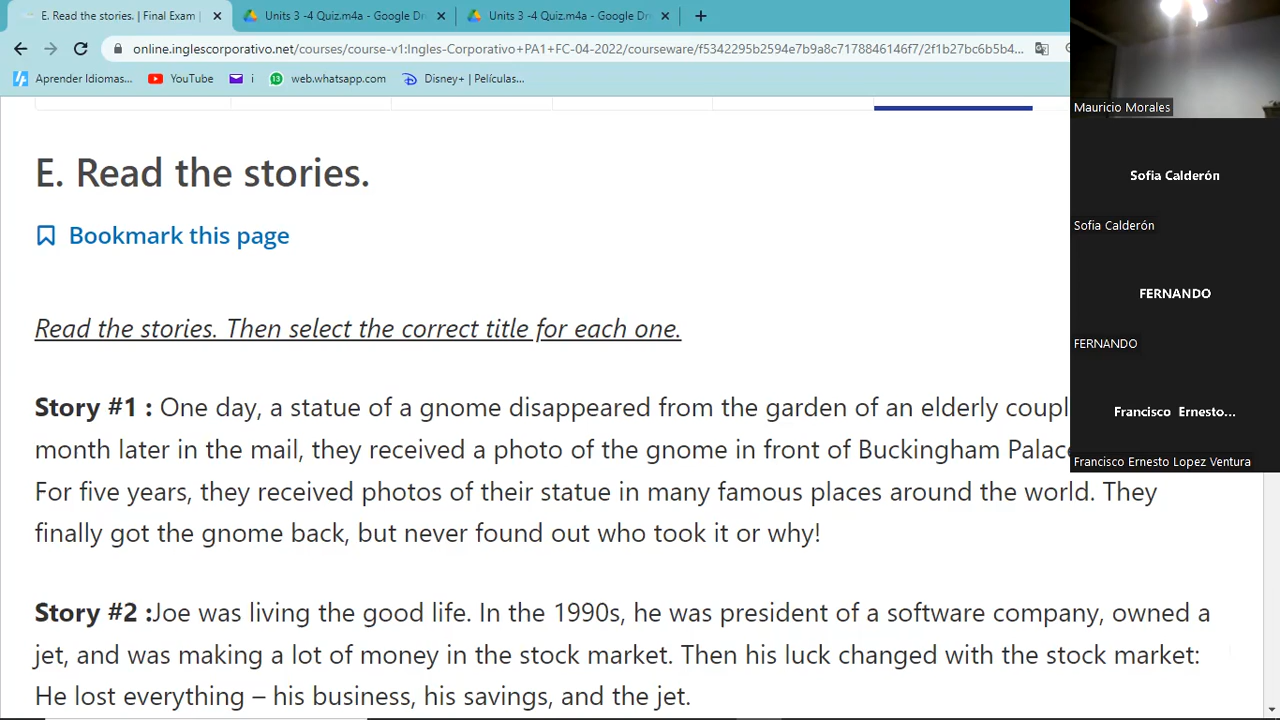 E. Read the stories. | Final Exam |
Units 3 -4 Quiz.m4a - Google Dr
Units 3 -4 Quiz.m4a - Google Dri
online.inglescorporativo.net/courses/course-v1:Ingles-Corporativo+PA1+FC-04-2022/courseware/f5342295b2594e7b9a8c7178846146f7/2f1b27bc6b5b4...
Aprender Idiomas...
YouTube
i
13
web.whatsapp.com
Disney+ | Películas,...
Mauricio Morales
Sofia Calderón
Sofia Calderón
FERNANDO
FERNANDO
Francisco Ernesto...
Francisco Ernesto Lopez Ventura
E. Read the stories.
Bookmark this page
Read the stories. Then select the correct title for each one.
Story #1 : One day, a statue of a gnome disappeared from the garden of an elderly coupl
month later in the mail, they received a photo of the gnome in front of Buckingham Palace
For five years, they received photos of their statue in many famous places around the world. They
finally got the gnome back, but never found out who took it or why!
Story #2 :Joe was living the good life. In the 1990s, he was president of a software company, owned a
jet, and was making a lot of money in the stock market. Then his luck changed with the stock market:
He lost everything – his business, his savings, and the jet.